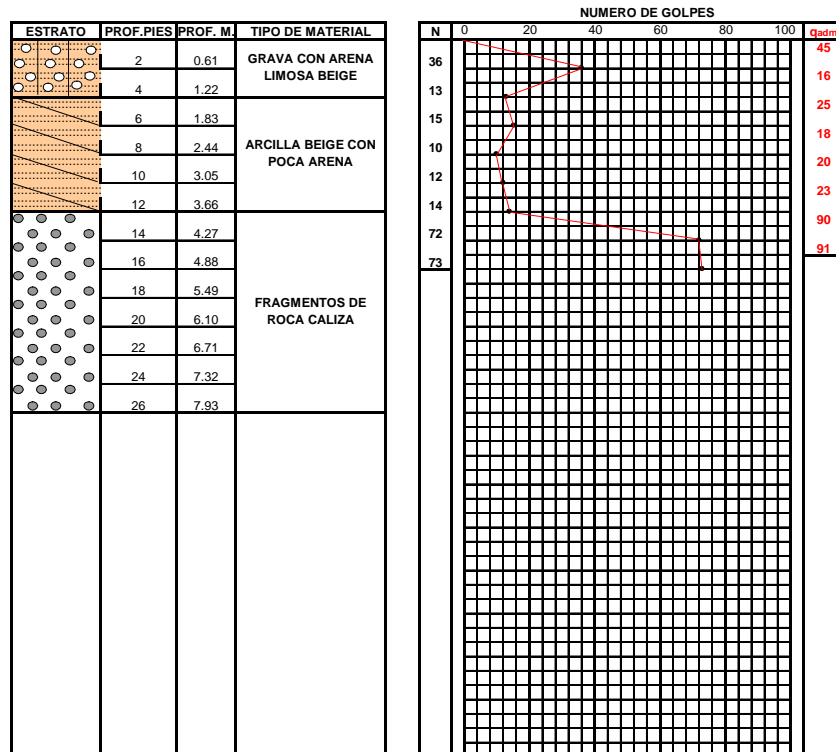 NUMERO DE GOLPES
ESTRATO PROF.PIES PROF. M. TIPO DE MATERIAL N 0 20 40 60 80 100 qadm
45
2 0.61 GRAVA CON ARENA 36
LIMOSA BEIGE 16
4 1.22 13
25
6 1.83 15
18
8 2.44 ARCILLA BEIGE CON 10
POCA ARENA 20
10 3.05 12
23
12 3.66 14
90
14 4.27 72
91
16 4.88 73
18 5.49
FRAGMENTOS DE
20 6.10 ROCA CALIZA
22 6.71
24 7.32
26 7.93